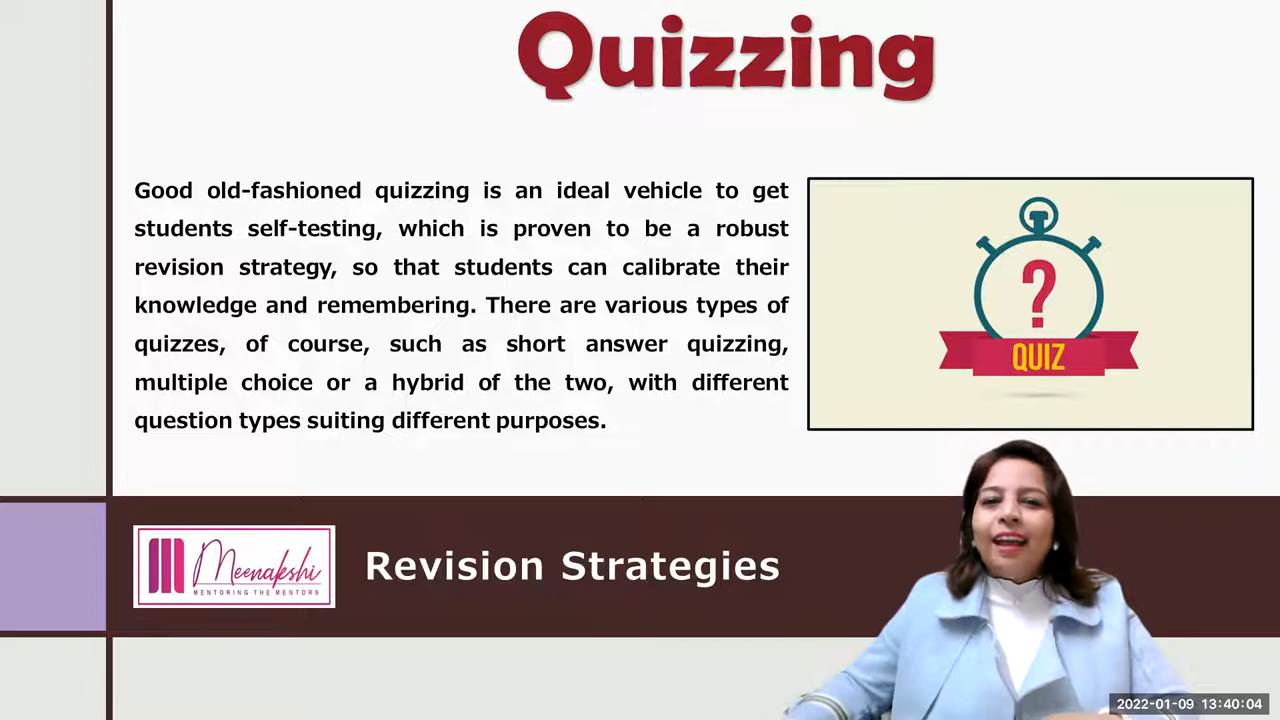 Quizzing
Good old-fashioned quizzing is an ideal vehicle to get
students self-testing, which is proven to be a robust
revision strategy, so that students can calibrate their
knowledge and remembering. There are various types of
quizzes, of course, such as short answer quizzing,
multiple choice or a hybrid of the two, with different
question types suiting different purposes.
?
QUIZ
Meenakshi
MENTORING THE MENTORS
Revision Strategies
2022-01-09 13:40:04